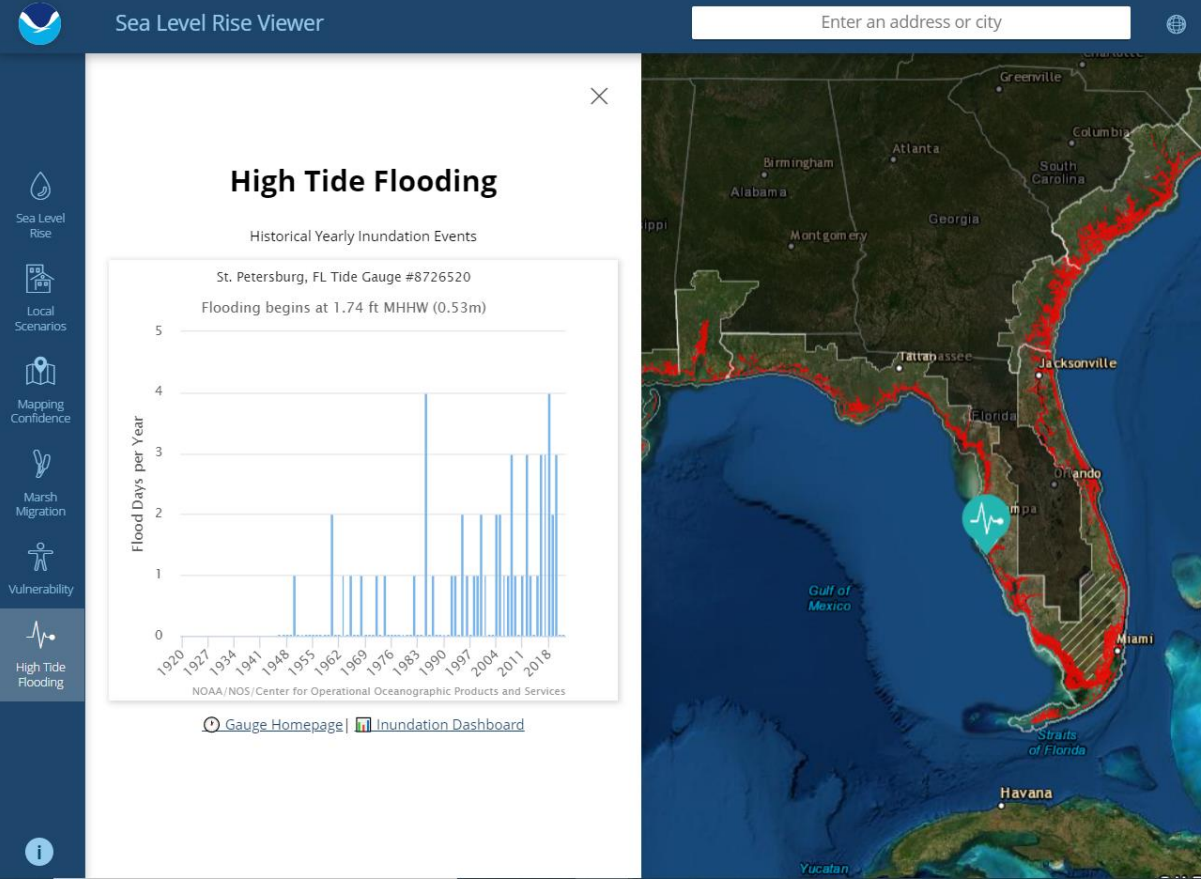 Sea Level Rise Viewer
Enter an address or city
Sea Level
Rise
Local
Scenarios
Mapping
Confidence
Marsh
Migration
Vulnerability
High Tide
Flooding
i
High Tide Flooding
Historical Yearly Inundation Events
St. Petersburg, FL Tide Gauge #8726520
Flooding begins at 1.74 ft MHHW (0.53m)
Flood Days per Year
5
4
3
2
1
0
1920 1927 1934 1941 1948 1955 1962 1969 1976 1983 1990 1997 2004 2011 2018
NOAA/NOS/Center for Operational Oceanographic Products and Services
Gauge Homepage| Inundation Dashboard
Charlotte
Greenville
Columbia
Atlanta
Birmingham
South
Carolina
Alabama
Georgia
ippi
Montgomery
Tallahassee
Jacksonville
Florida
Orlando
mpa
Gulf of
Mexico
Miami
Straits
of Florida
Havana
Yucatan